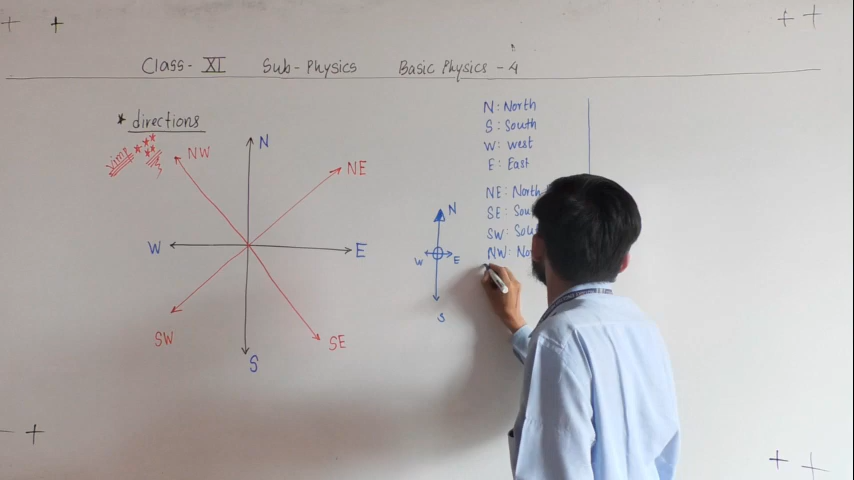 Class- XI Sub-Physics Basic Physics - 4
* directions
vimp
N
NW
NE
W
E
SW
SE
S
N: North
S: South
W: West
E: East
NE: North
SE: Sou
SW: Sou
NW: No
N
W
E
S